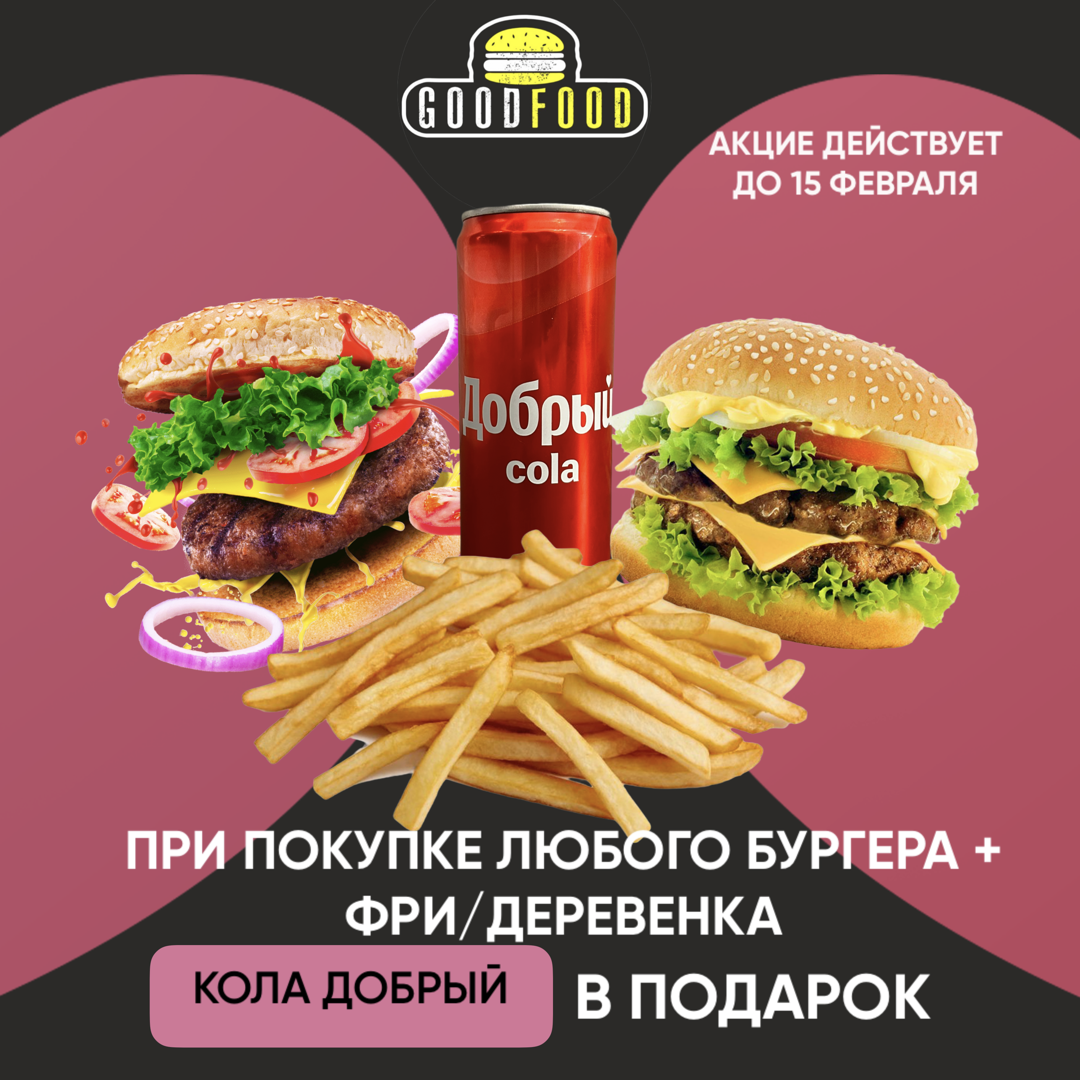 GOODFOOD
АКЦИЕ ДЕЙСТВУЕТ
ДО 15 ФЕВРАЛЯ
Добрый
cola
ПРИ ПОКУПКЕ ЛЮБОГО БУРГЕРА +
ФРИ/ДЕРЕВЕНКА
КОЛА ДОБРЫЙ В ПОДАРОК